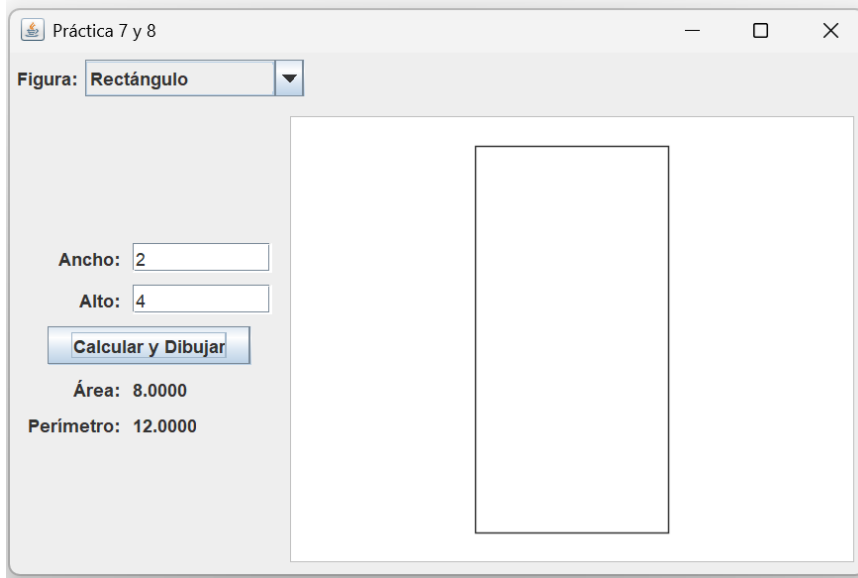 Práctica 7 y 8
Figura: Rectángulo
Ancho: 2
Alto: 4
Calcular y Dibujar
Área: 8.0000
Perímetro: 12.0000